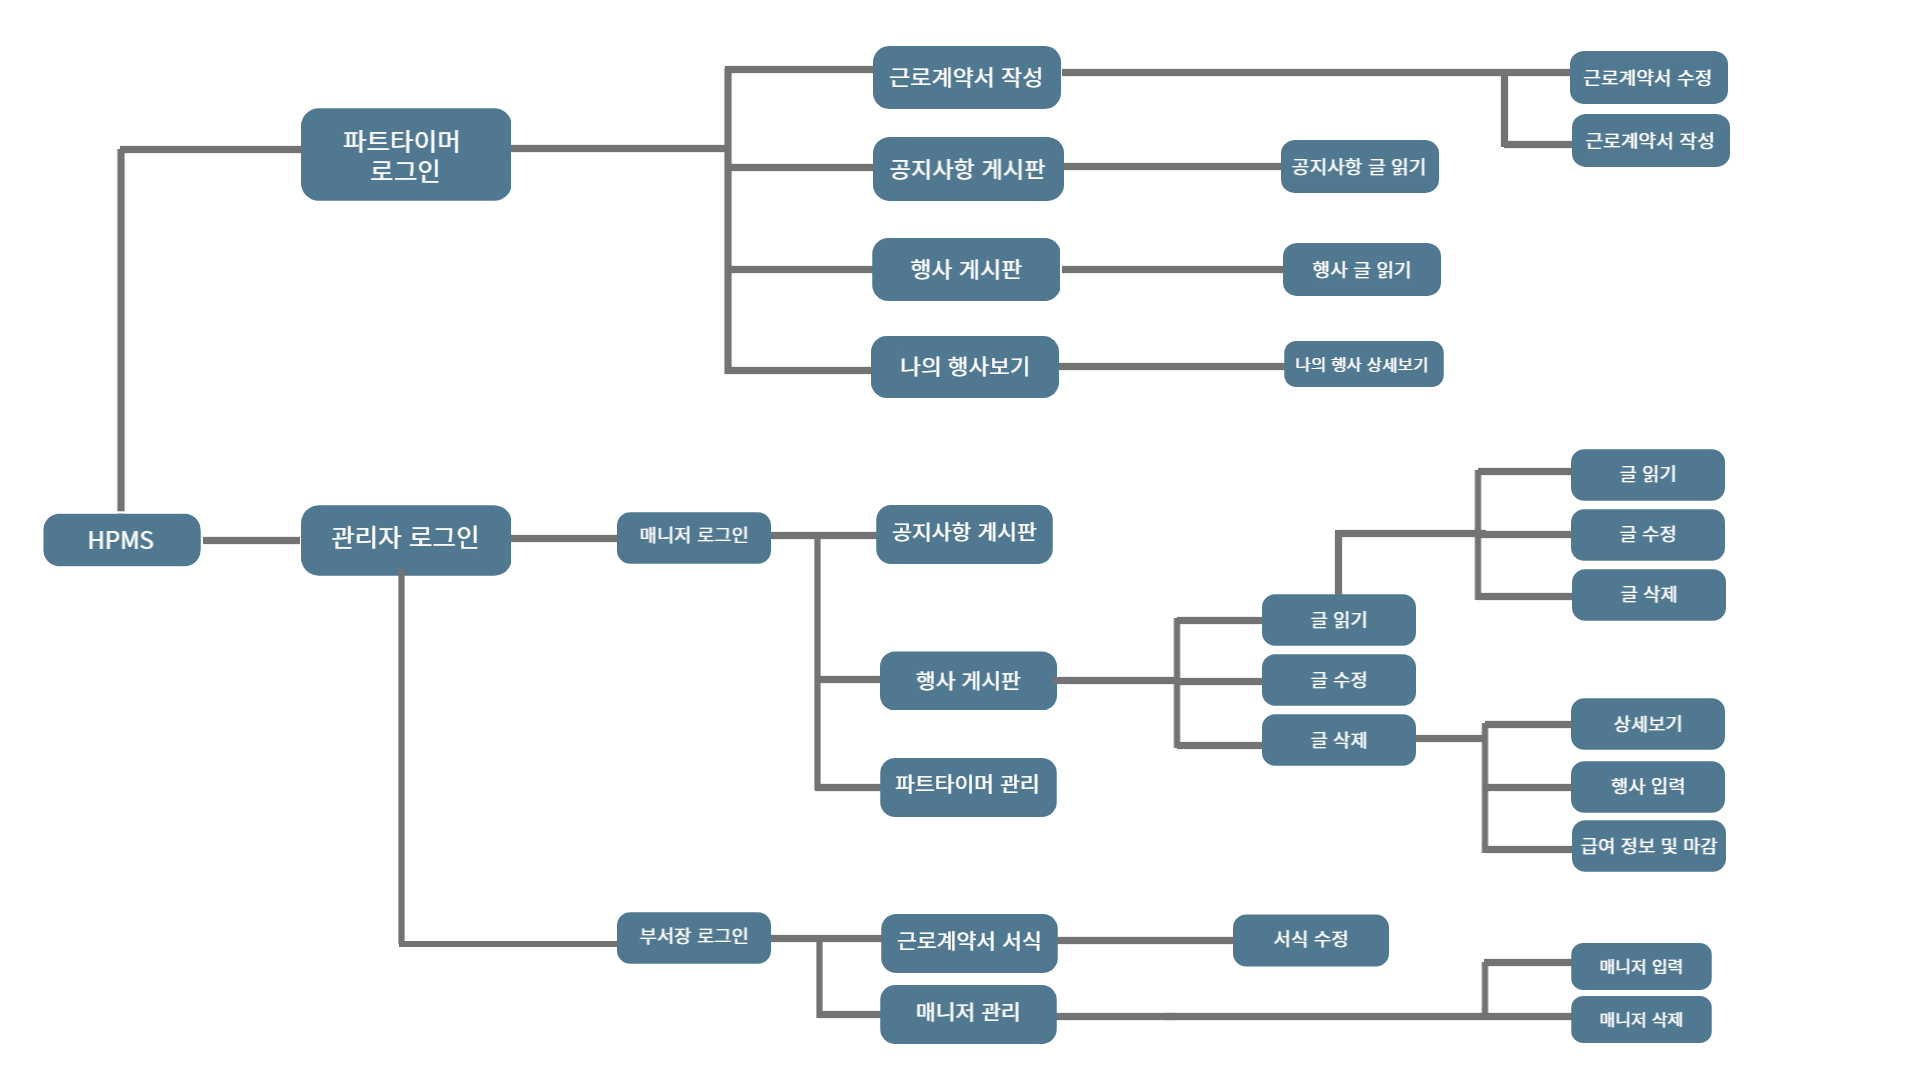 근로계약서 작성
근로계약서 수정
파트타이머
로그인
근로계약서 작성
공지사항 게시판
공지사항 글 읽기
행사 게시판
행사 글 읽기
나의 행사보기
나의 행사 상세보기
HPMS
관리자 로그인
매니저 로그인
공지사항 게시판
글 읽기
글 수정
글 삭제
행사 게시판
글 읽기
글 수정
글 삭제
상세보기
행사 입력
급여 정보 및 마감
파트타이머 관리
부서장 로그인
근로계약서 서식
서식 수정
매니저 관리
매니저 입력
매니저 삭제